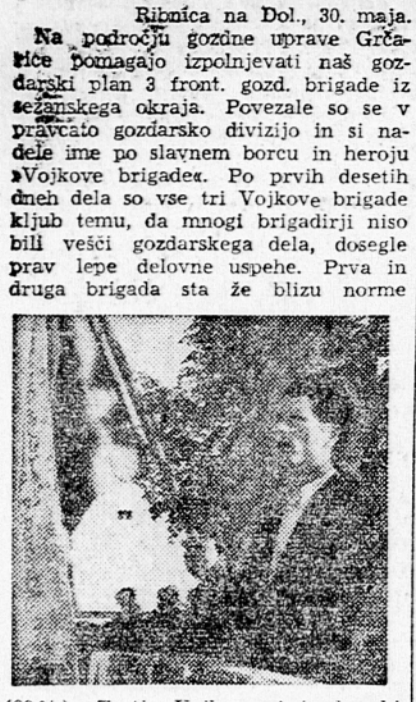 Ribnica na Dol., 30. maja.
Na področju gozdne uprave Grča-
rice pomagajo izpolnjevati naš goz-
darski plan 3 front. gozd. brigade iz
sežanskega okraja. Povezale so se v
pravcato gozdarsko divizijo in si na-
dele ime po slavnem borcu in heroju
»Vojkove brigade«. Po prvih desetih
dneh dela so vse tri Vojkove brigade
kljub temu, da mnogi brigadirji niso
bili vešči gozdarskega dela, dosegle
prav lepe delovne uspehe. Prva in
druga brigada sta že blizu norme